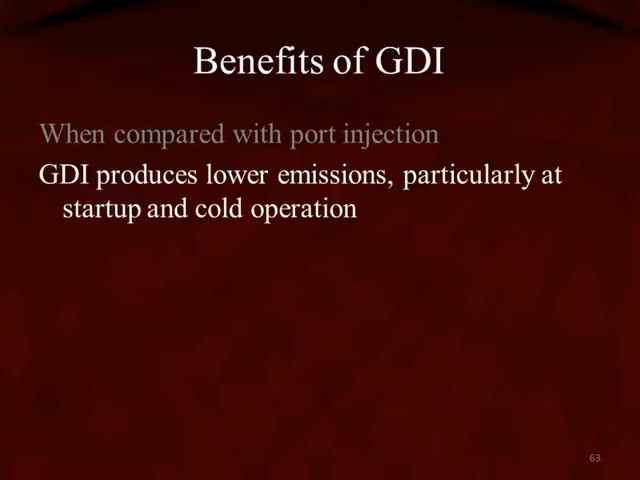 Benefits of GDI
When compared with port injection
GDI produces lower emissions, particularly at
startup and cold operation
63